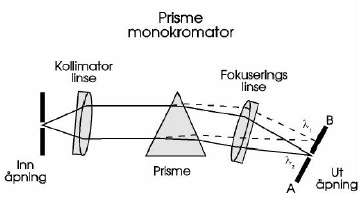 Prisme
monokromator
Kollimator
linse
Fokuserings
linse
λ₁
B
λ₂
A
Inn
åpning
Prisme
Ut
åpning